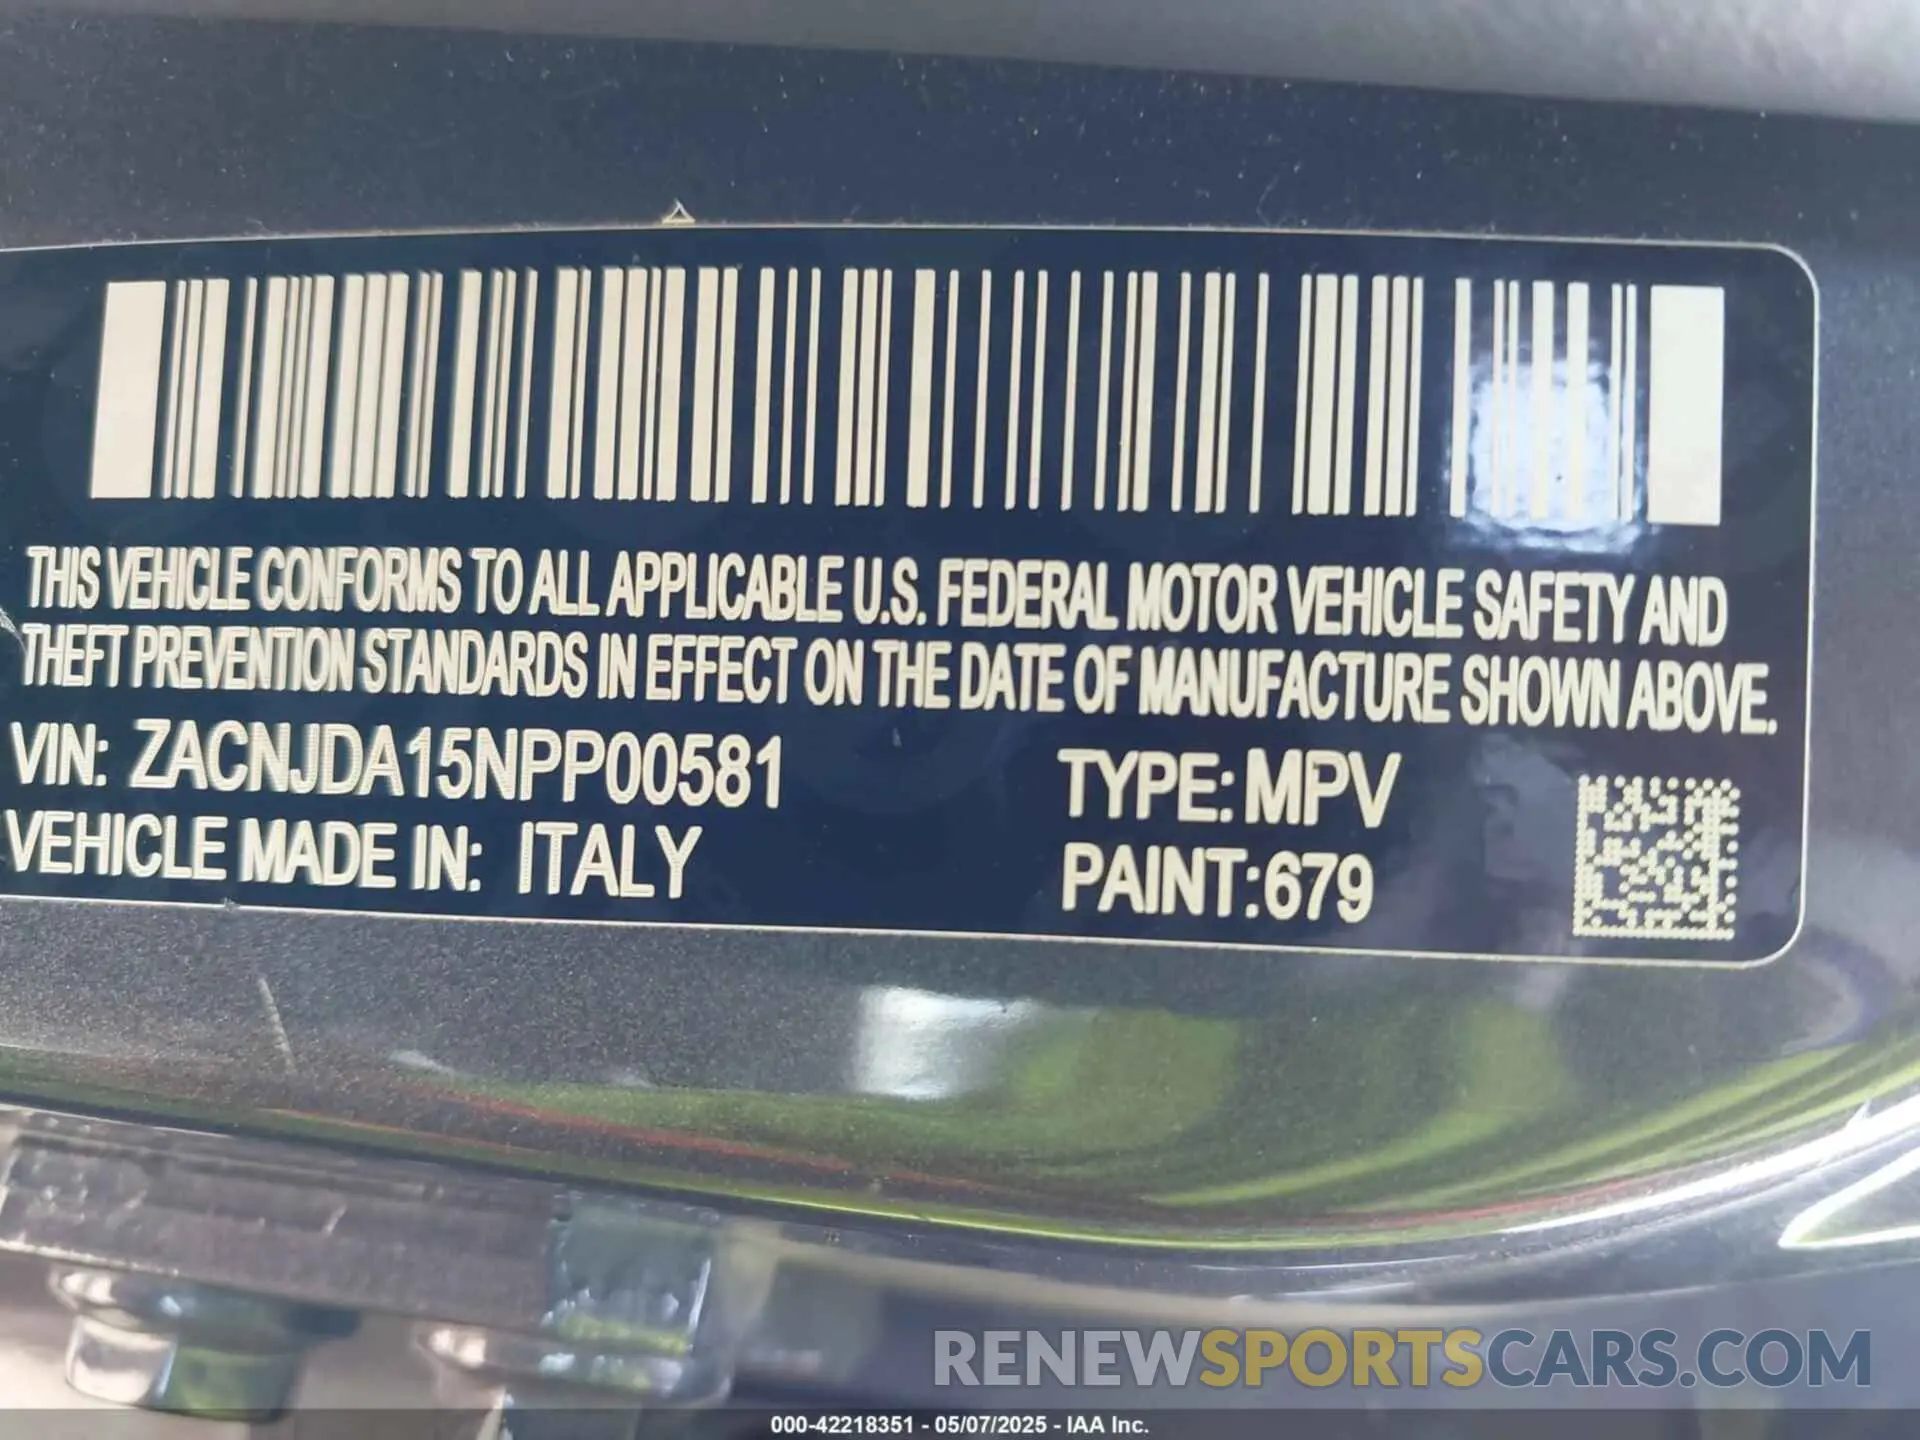 THIS VEHICLE CONFORMS TO ALL APPLICABLE U.S. FEDERAL MOTOR VEHICLE SAFETY AND
THEFT PREVENTION STANDARDS IN EFFECT ON THE DATE OF MANUFACTURE SHOWN ABOVE.
VIN: ZACNJDA15NPP00581
TYPE: MPV
VEHICLE MADE IN: ITALY
PAINT:679
RENEWSPORTSCARS.COM
000-42218351 - 05/07/2025 - IAA Inc.